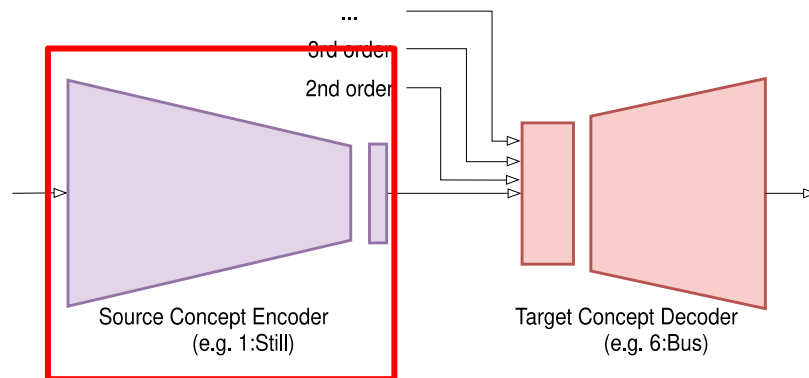 ...
3rd order
2nd order
Source Concept Encoder
(e.g. 1:Still)
Target Concept Decoder
(e.g. 6:Bus)